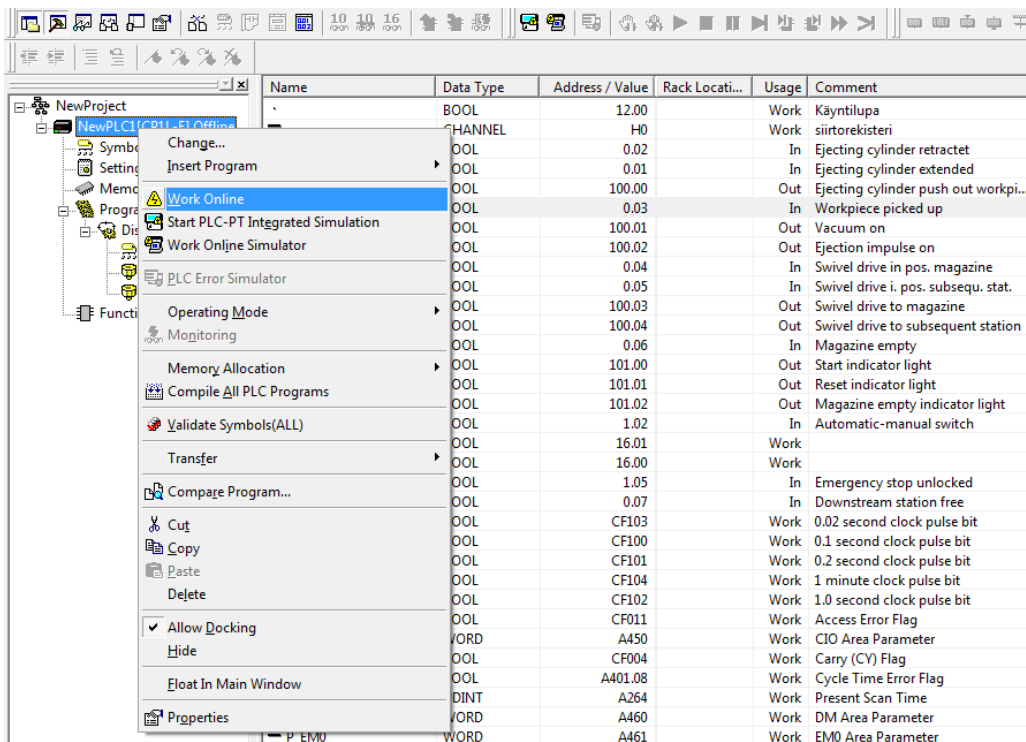 10 10 16
Name Data Type Address / Value Rack Locati... Usage Comment
NewProject
NewPLC1[CP1L-E] Offline
Symbo
Setting
Memo
Progra
Dis
Functi
Change...
Insert Program
Work Online
Start PLC-PT Integrated Simulation
Work Online Simulator
PLC Error Simulator
Operating Mode
Monitoring
Memory Allocation
Compile All PLC Programs
Validate Symbols(ALL)
Transfer
Compare Program...
Cut
Copy
Paste
Delete
Allow Docking
Hide
Float In Main Window
Properties
BOOL 12.00 Work Käyntilupa
CHANNEL H0 Work siirtorekisteri
OOL 0.02 In Ejecting cylinder retractet
OOL 0.01 In Ejecting cylinder extended
OOL 100.00 Out Ejecting cylinder push out workpi...
OOL 0.03 In Workpiece picked up
OOL 100.01 Out Vacuum on
OOL 100.02 Out Ejection impulse on
OOL 0.04 In Swivel drive in pos. magazine
OOL 0.05 In Swivel drive i. pos. subsequ. stat.
OOL 100.03 Out Swivel drive to magazine
OOL 100.04 Out Swivel drive to subsequent station
OOL 0.06 In Magazine empty
OOL 101.00 Out Start indicator light
OOL 101.01 Out Reset indicator light
OOL 101.02 Out Magazine empty indicator light
OOL 1.02 In Automatic-manual switch
OOL 16.01 Work
OOL 16.00 Work
OOL 1.05 In Emergency stop unlocked
OOL 0.07 In Downstream station free
OOL CF103 Work 0.02 second clock pulse bit
OOL CF100 Work 0.1 second clock pulse bit
OOL CF101 Work 0.2 second clock pulse bit
OOL CF104 Work 1 minute clock pulse bit
OOL CF102 Work 1.0 second clock pulse bit
OOL CF011 Work Access Error Flag
WORD A450 Work CIO Area Parameter
OOL CF004 Work Carry (CY) Flag
OOL A401.08 Work Cycle Time Error Flag
DINT A264 Work Present Scan Time
WORD A460 Work DM Area Parameter
P_EM0 WORD A461 Work EM0 Area Parameter